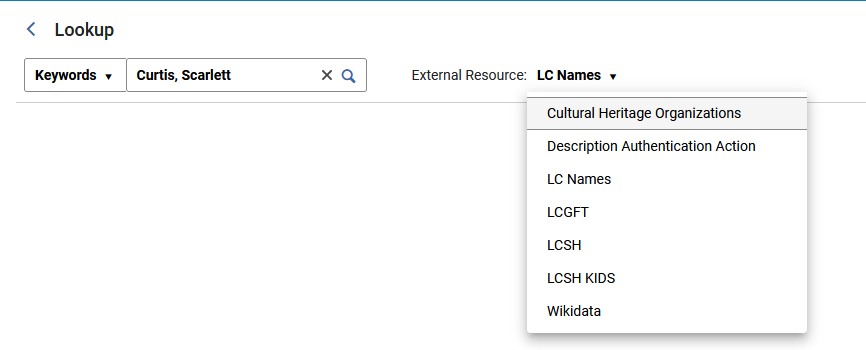 Lookup
Keywords Curtis, Scarlett External Resource: LC Names
Cultural Heritage Organizations
Description Authentication Action
LC Names
LCGFT
LCSH
LCSH KIDS
Wikidata